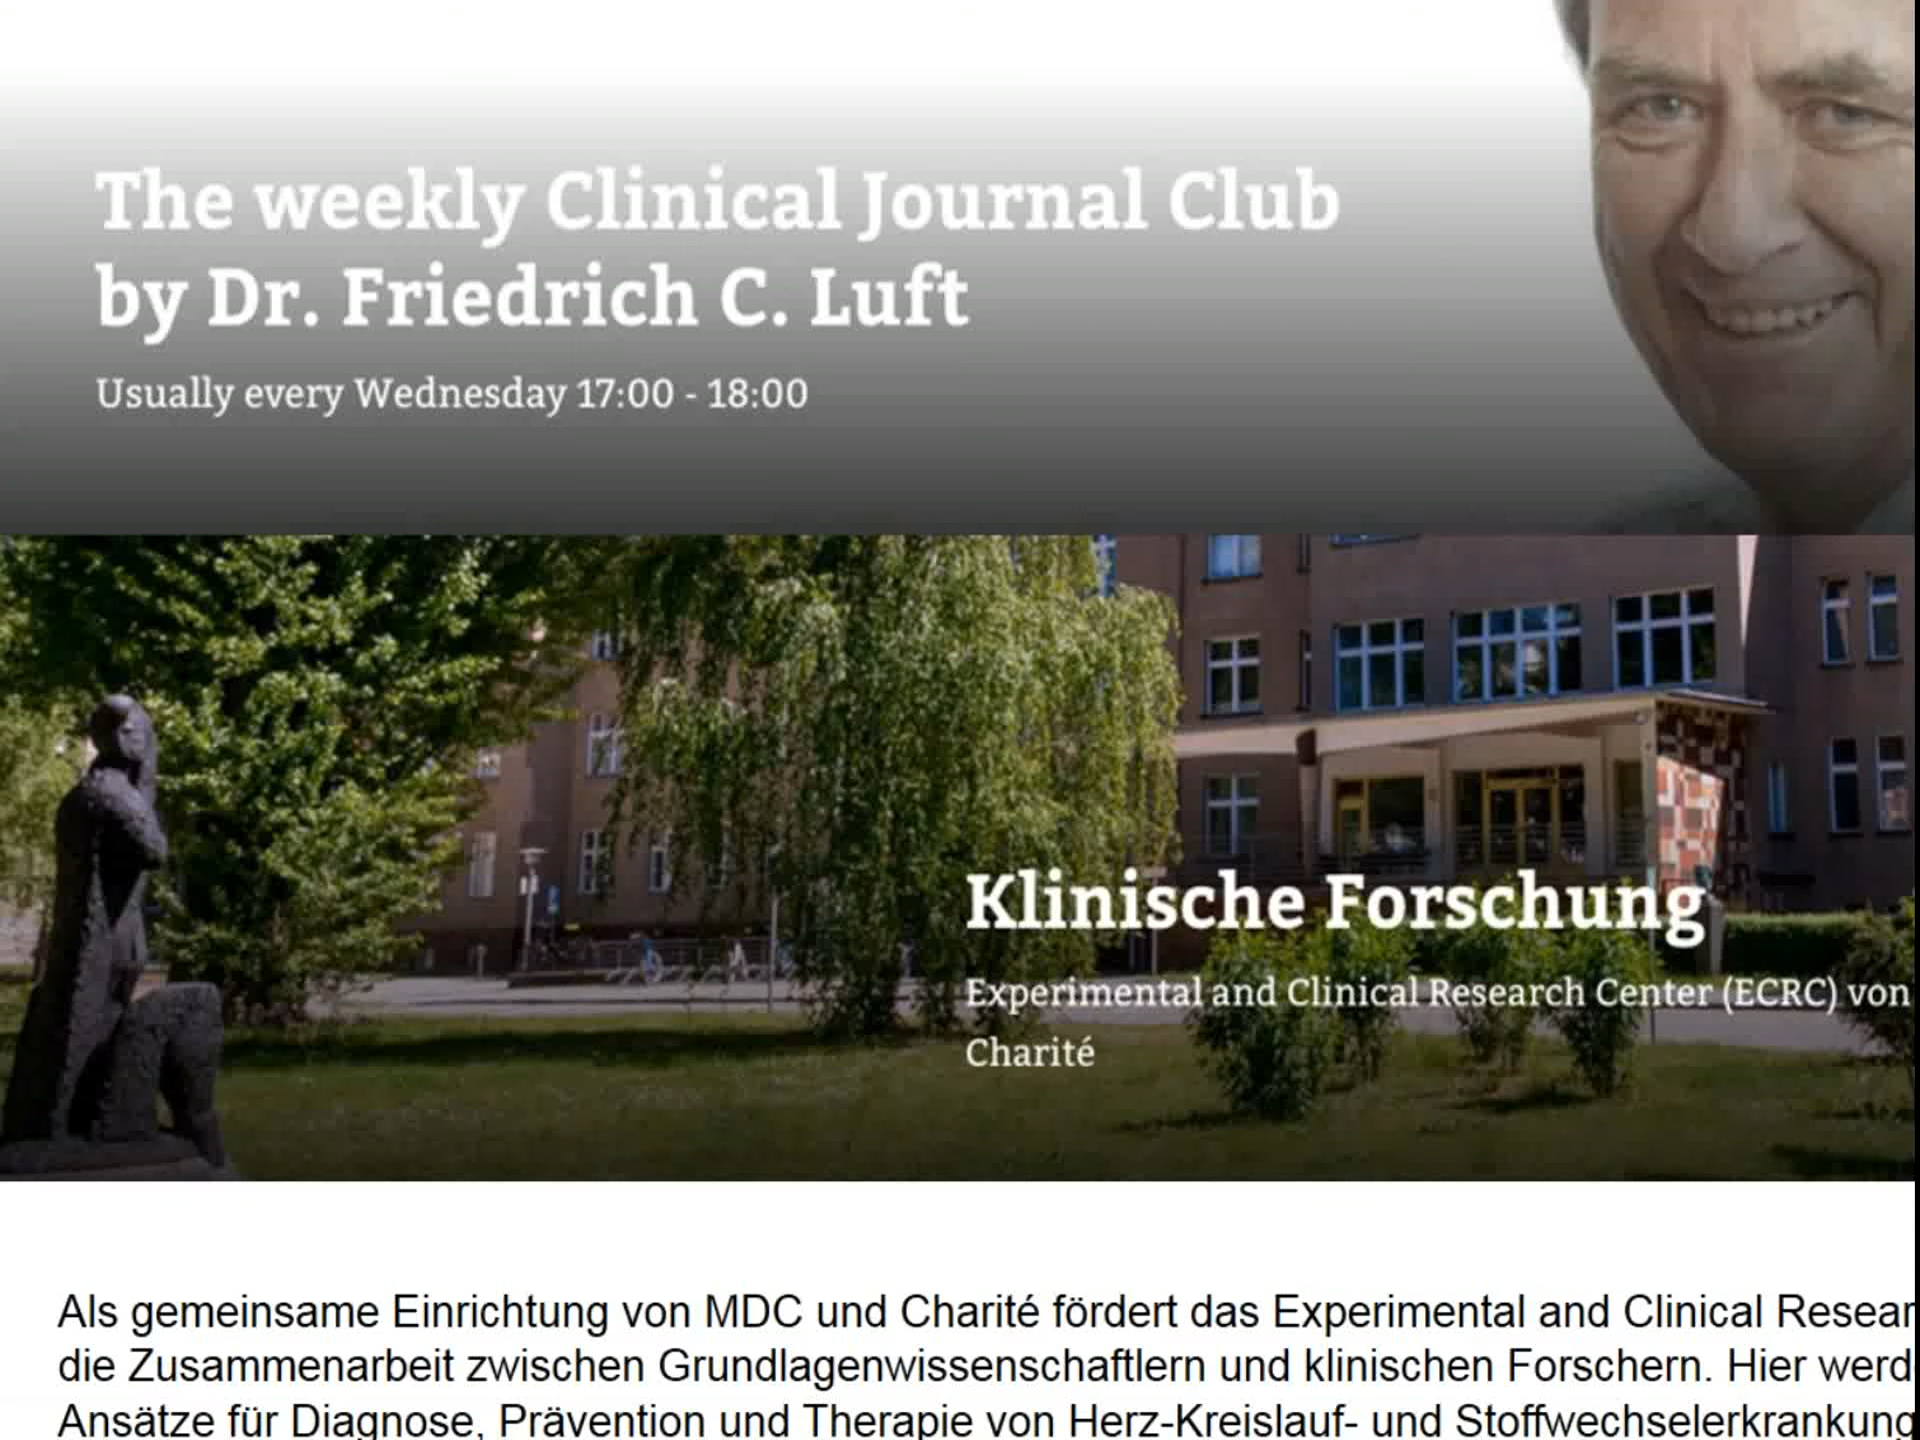 The weekly Clinical Journal Club
by Dr. Friedrich C. Luft
Usually every Wednesday 17:00 - 18:00
Klinische Forschung
Experimental and Clinical Research Center (ECRC) von
Charité
Als gemeinsame Einrichtung von MDC und Charité fördert das Experimental and Clinical Resear
die Zusammenarbeit zwischen Grundlagenwissenschaftlern und klinischen Forschern. Hier werd
Ansätze für Diagnose, Prävention und Therapie von Herz-Kreislauf- und Stoffwechselerkrankung